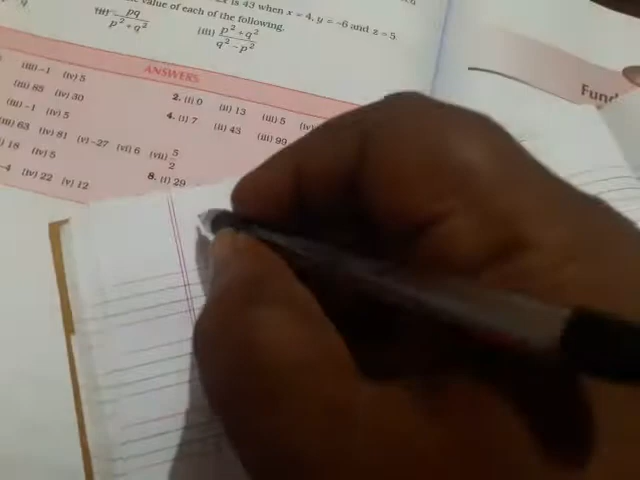 is 43 when x = 4, y = -6 and z = 5
value of each of the following.
(ii) pq / p² + q²
(iii) p² + q² / q² - p²
ANSWERS
(iii) -1 (iv) 5
2. (i) 0 (ii) 13 (iii) 5 (iv)
(iii) 85 (iv) 30
4. (i) 7 (ii) 43 (iii) 99
(iii) -1 (iv) 5
(iii) 63 (iv) 81 (v) -27 (vi) 6 (vii) 5/2
18 (iv) 5
8. (i) 29
-4 (iv) 22 (v) 12